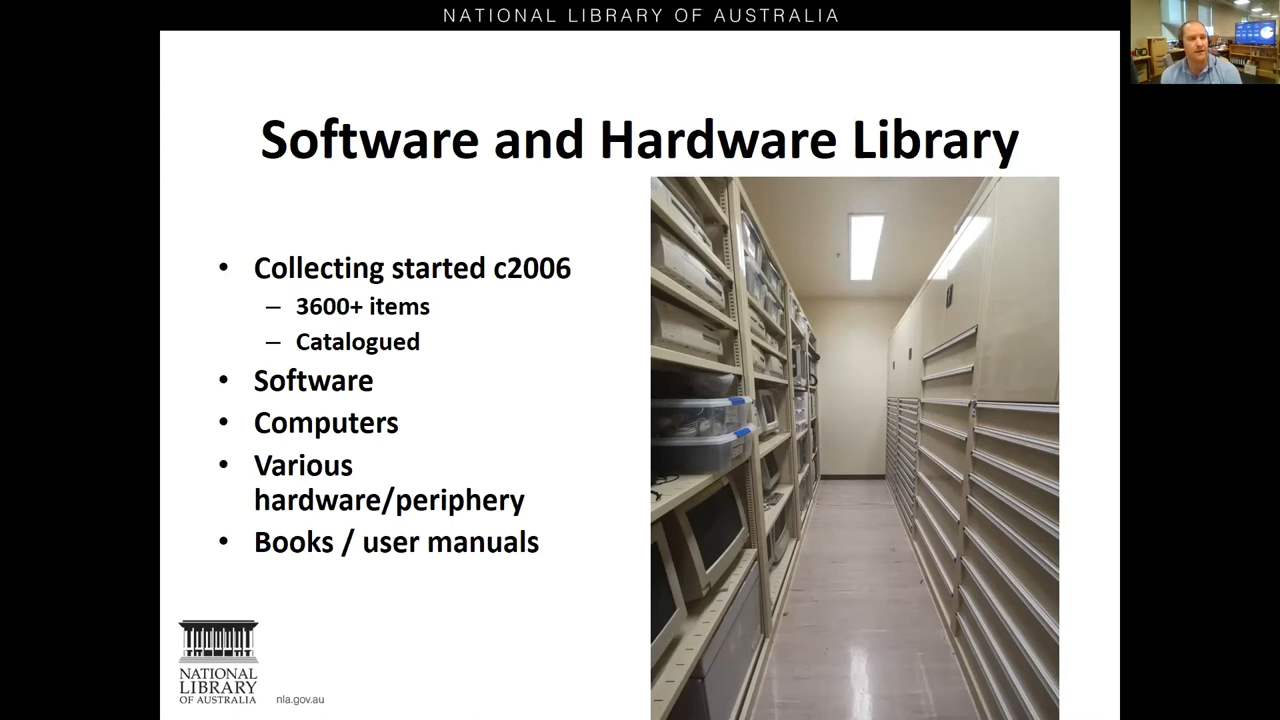 NATIONAL LIBRARY OF AUSTRALIA
Software and Hardware Library
• Collecting started c2006
– 3600+ items
– Catalogued
• Software
• Computers
• Various
hardware/periphery
• Books / user manuals
NATIONAL
LIBRARY
OF AUSTRALIA
nla.gov.au